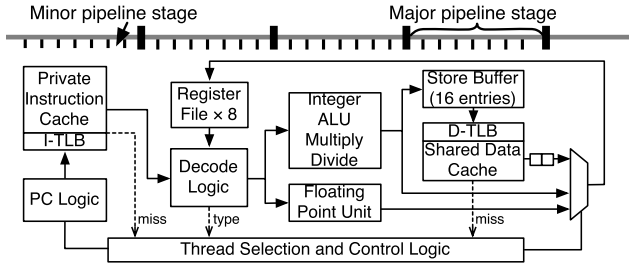 Minor pipeline stage
Major pipeline stage
Private
Instruction
Cache
I-TLB
PC Logic
Register
File × 8
Decode
Logic
Integer
ALU
Multiply
Divide
Floating
Point Unit
Store Buffer
(16 entries)
D-TLB
Shared Data
Cache
miss
type
miss
Thread Selection and Control Logic